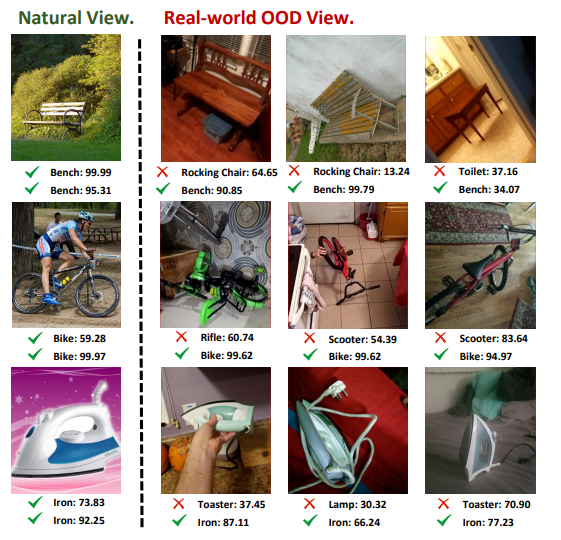 Natural View. Real-world OOD View.
Bench: 99.99 Rocking Chair: 64.65 Rocking Chair: 13.24 Toilet: 37.16
Bench: 95.31 Bench: 90.85 Bench: 99.79 Bench: 34.07
Bike: 59.28 Rifle: 60.74 Scooter: 54.39 Scooter: 83.64
Bike: 99.97 Bike: 99.62 Bike: 99.62 Bike: 94.97
Iron: 73.83 Toaster: 37.45 Lamp: 30.32 Toaster: 70.90
Iron: 92.25 Iron: 87.11 Iron: 66.24 Iron: 77.23